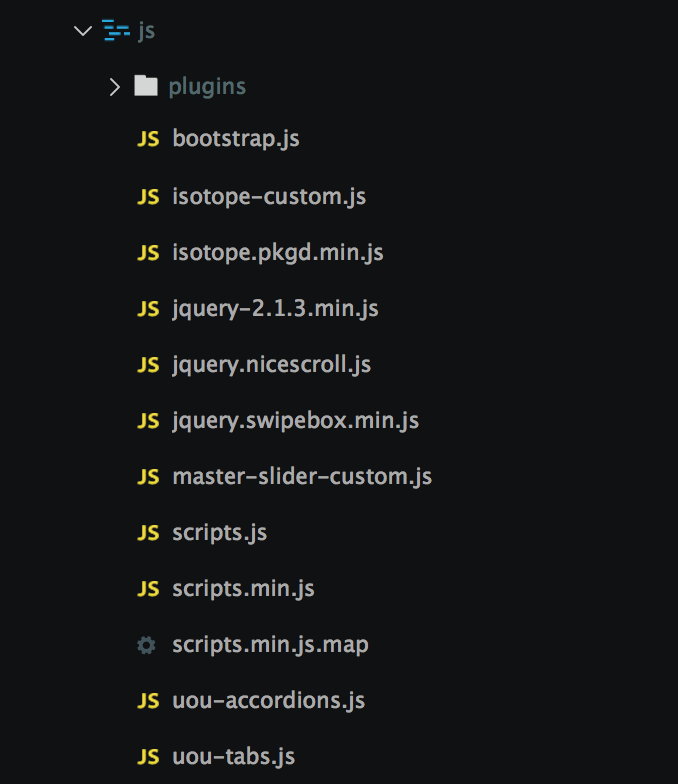 js
plugins
JS bootstrap.js
JS isotope-custom.js
JS isotope.pkgd.min.js
JS jquery-2.1.3.min.js
JS jquery.nicescroll.js
JS jquery.swipebox.min.js
JS master-slider-custom.js
JS scripts.js
JS scripts.min.js
scripts.min.js.map
JS uou-accordions.js
JS uou-tabs.js